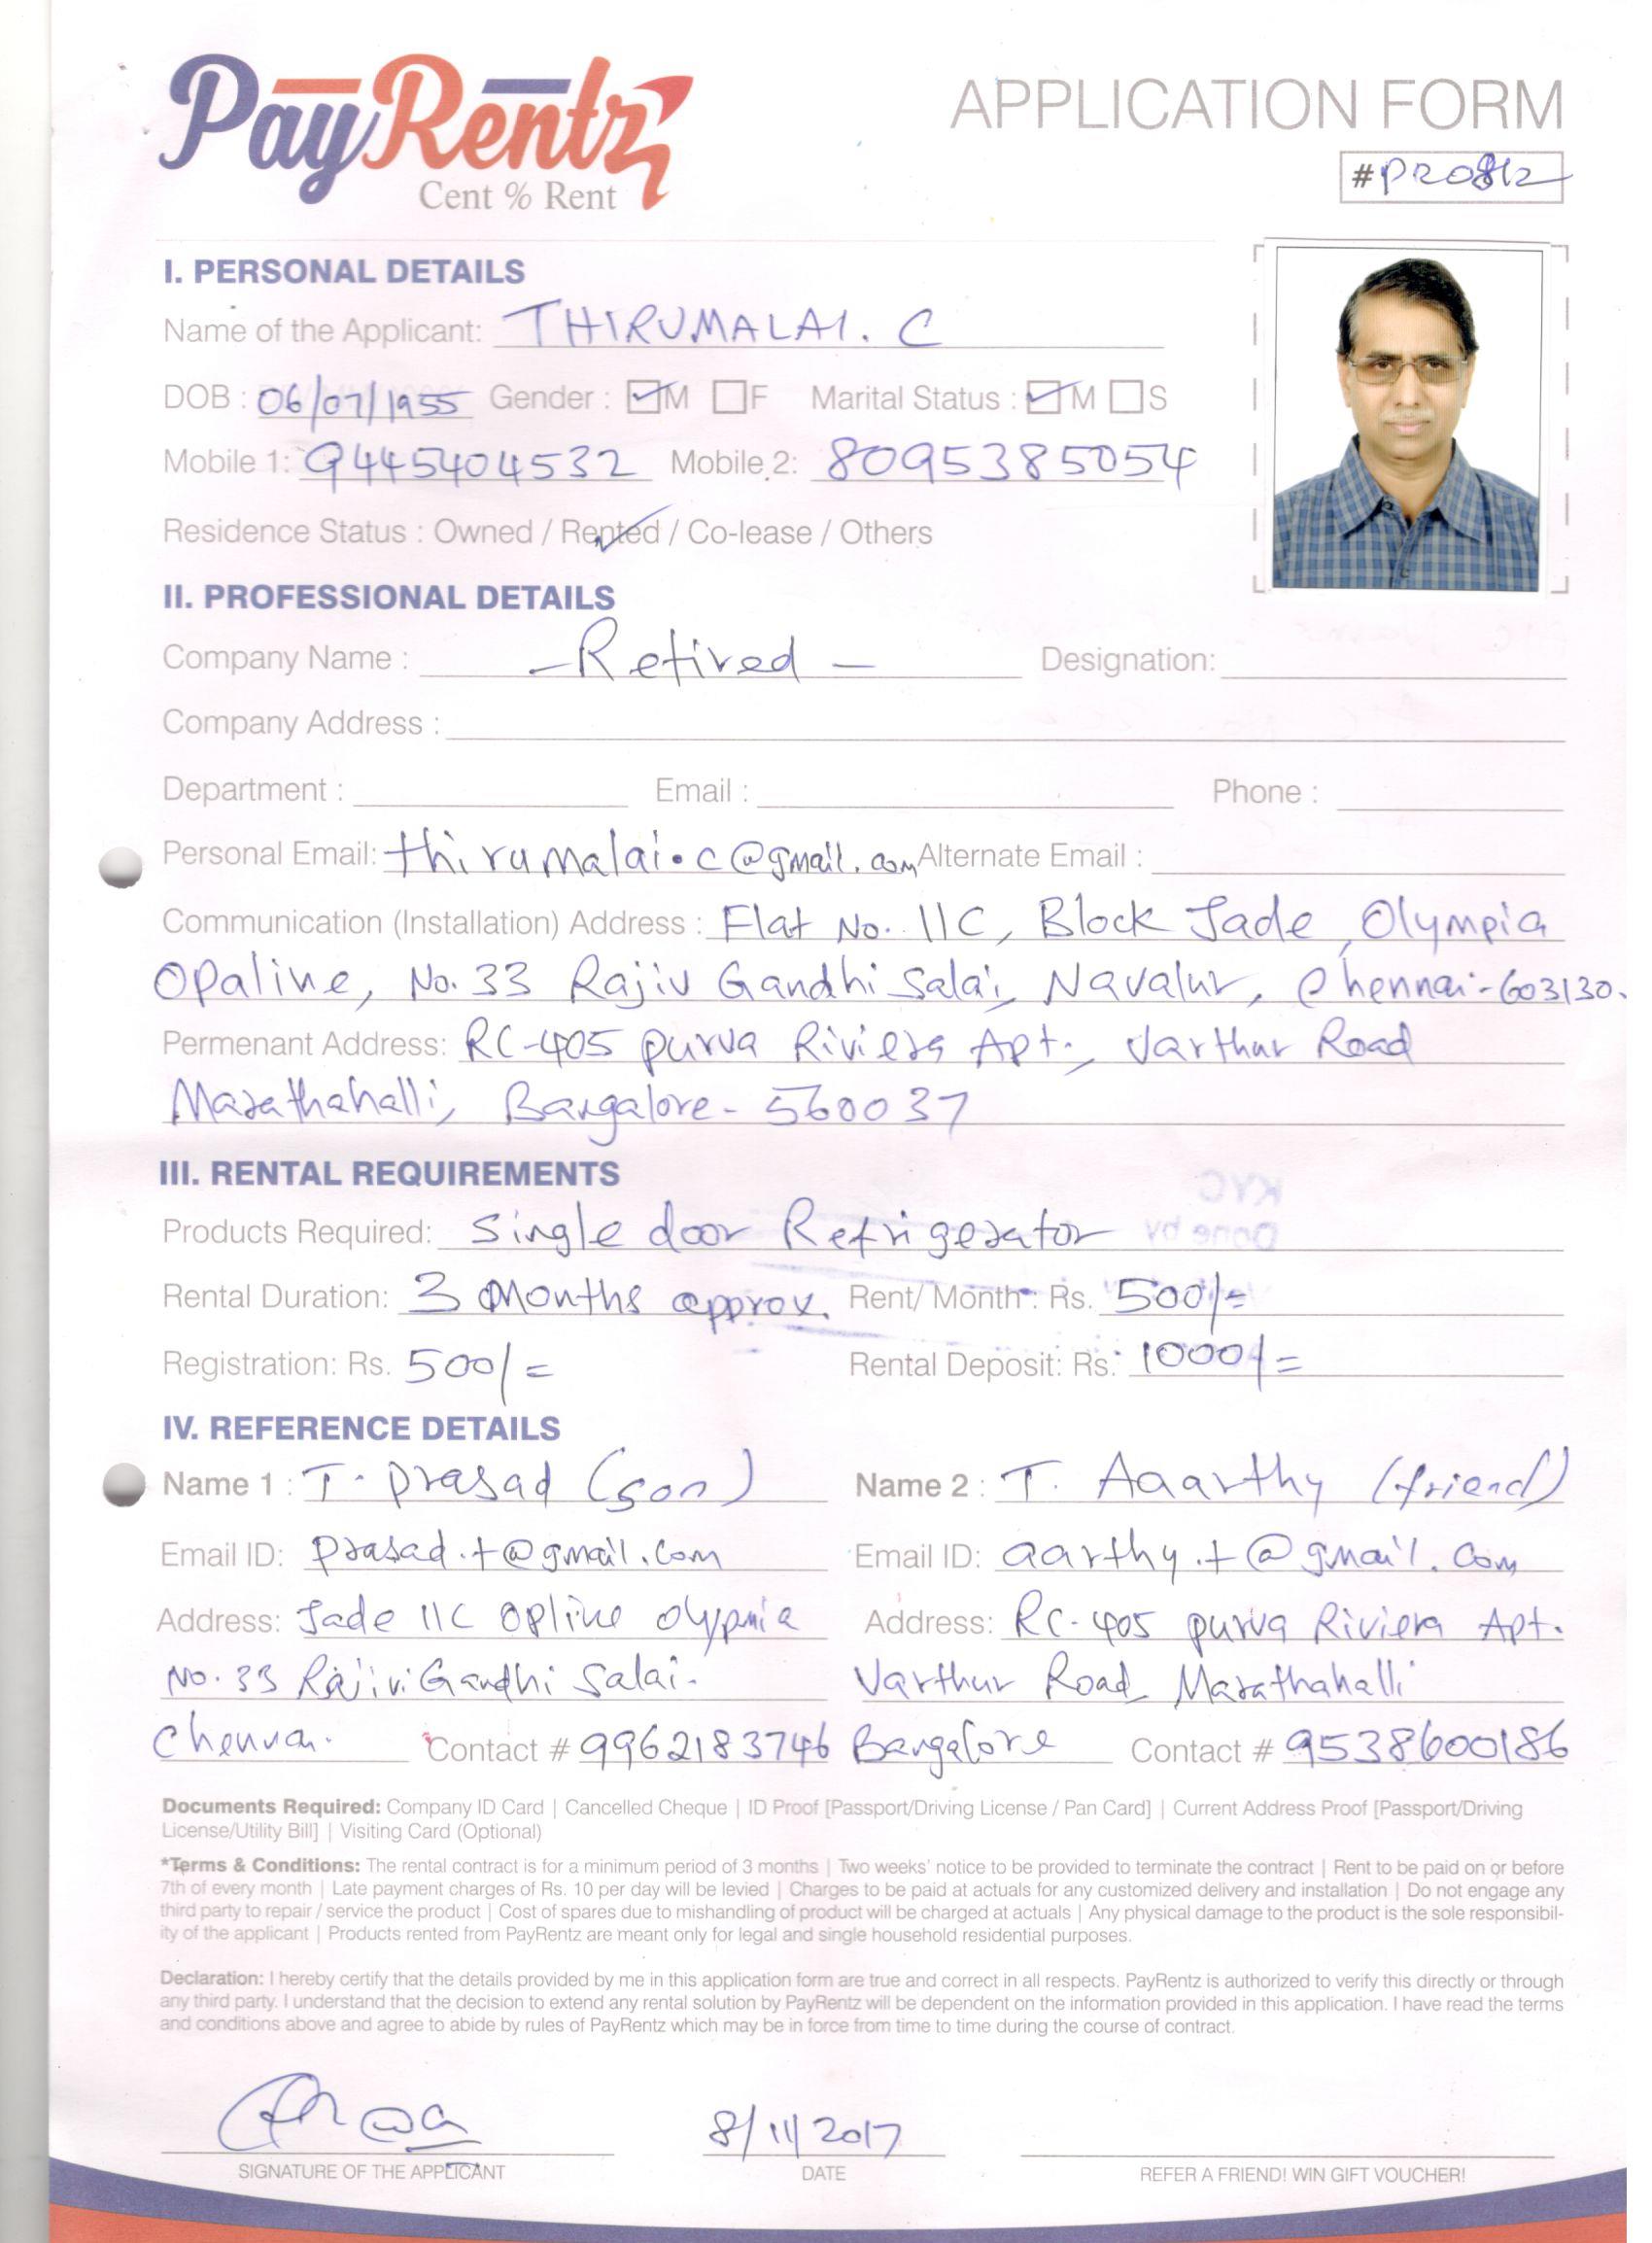 PayRentz
Cent % Rent
APPLICATION FORM
#PR0812
I. PERSONAL DETAILS
Name of the Applicant: THIRUMALAI. C
DOB : 06/07/1955 Gender : M F Marital Status : M S
Mobile 1: 9445404532 Mobile 2: 8095385054
Residence Status : Owned / Rented / Co-lease / Others
II. PROFESSIONAL DETAILS
Company Name : - Retired - Designation:
Company Address :
Department : Email : Phone :
Personal Email: thirumalai.c@gmail.com Alternate Email :
Communication (Installation) Address : Flat No. 11C, Block Jade, Olympia
Opaline, No. 33 Rajiv Gandhi Salai, Navalur, Chennai-603130.
Permenant Address: RC-405 purva Riviera Apt., Varthur Road
Marathahalli, Bangalore- 560037
III. RENTAL REQUIREMENTS
KYC
Done by
Products Required: Single door Refrigerator
Rental Duration: 3 Months approx. Rent/ Month : Rs. 500/=
Registration: Rs. 500/= Rental Deposit: Rs. 1000/=
IV. REFERENCE DETAILS
Name 1 : T. Prasad (son) Name 2 : T. Aaarthy (friend)
Email ID: prasad.t@gmail.com Email ID: aarthy.t@gmail.com
Address: Jade 11C Opline Olypmia Address: RC-405 purva Riviera Apt.
No. 33 Rajiv Gandhi Salai. Varthur Road Marathahalli
Chennai. Contact # 9962183746 Bangalore Contact # 9538600186
Documents Required: Company ID Card | Cancelled Cheque | ID Proof [Passport/Driving License / Pan Card] | Current Address Proof [Passport/Driving
License/Utility Bill] | Visiting Card (Optional)
*Terms & Conditions: The rental contract is for a minimum period of 3 months | Two weeks' notice to be provided to terminate the contract | Rent to be paid on or before
7th of every month | Late payment charges of Rs. 10 per day will be levied | Charges to be paid at actuals for any customized delivery and installation | Do not engage any
third party to repair / service the product | Cost of spares due to mishandling of product will be charged at actuals | Any physical damage to the product is the sole responsibil-
ity of the applicant | Products rented from PayRentz are meant only for legal and single household residential purposes.
Declaration: I hereby certify that the details provided by me in this application form are true and correct in all respects. PayRentz is authorized to verify this directly or through
any third party. I understand that the decision to extend any rental solution by PayRentz will be dependent on the information provided in this application. I have read the terms
and conditions above and agree to abide by rules of PayRentz which may be in force from time to time during the course of contract.
8/11/2017
SIGNATURE OF THE APPLICANT DATE REFER A FRIEND! WIN GIFT VOUCHER!